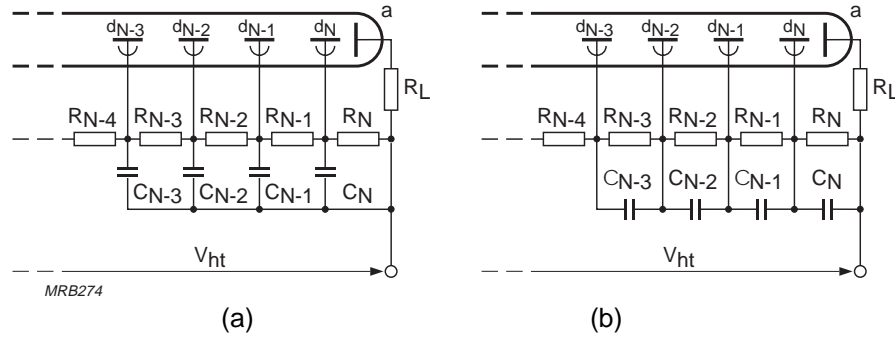 a
dN-3 dN-2 dN-1 dN
RL
RN-4 RN-3 RN-2 RN-1 RN
CN-3 CN-2 CN-1 CN
Vht
MRB274
(a)
a
dN-3 dN-2 dN-1 dN
RL
RN-4 RN-3 RN-2 RN-1 RN
CN-3 CN-2 CN-1 CN
Vht
(b)